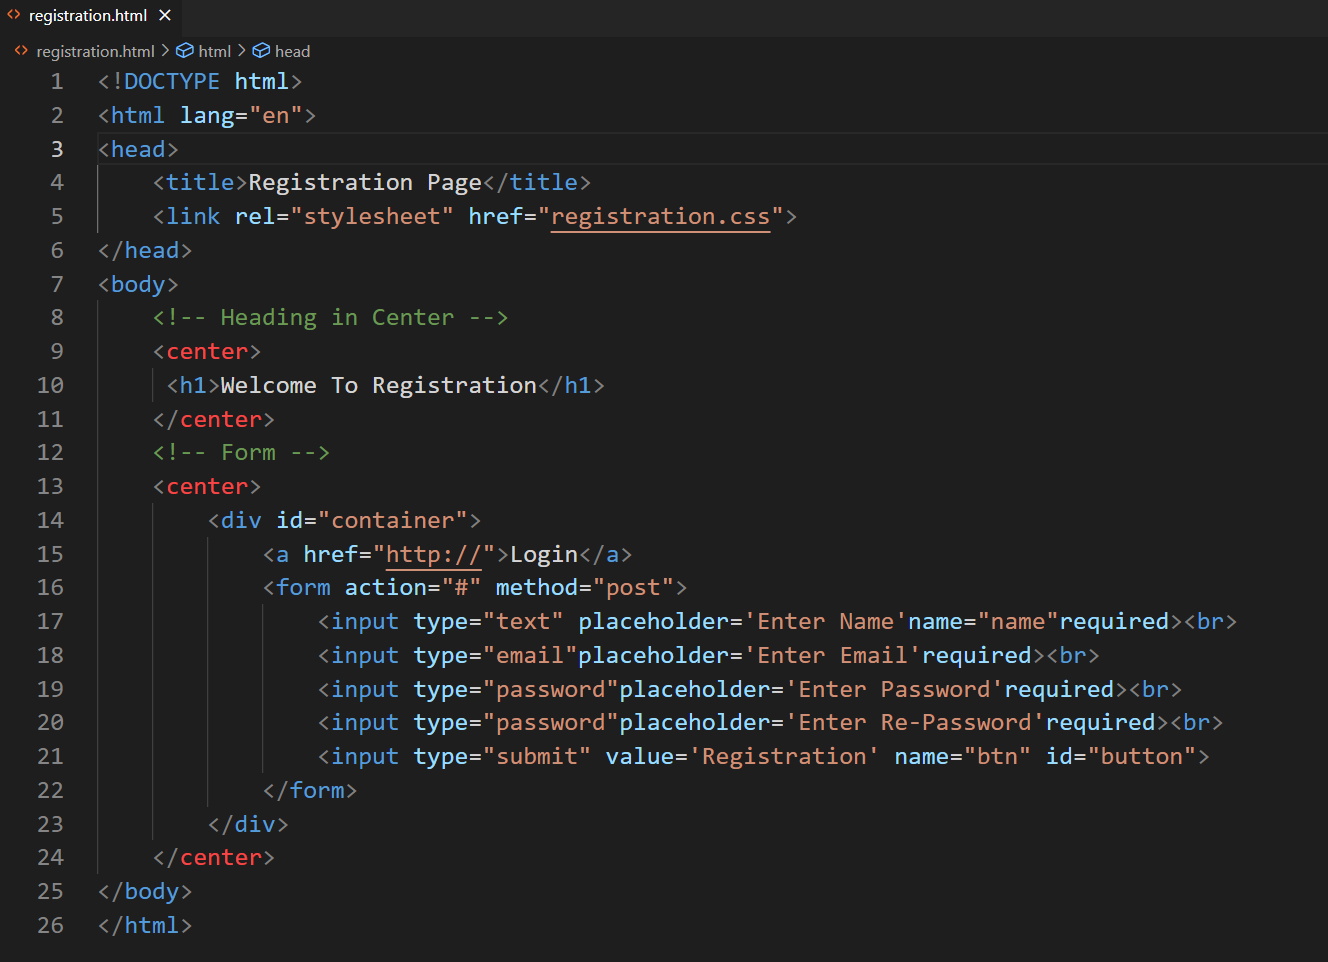 registration.html
registration.html > html > head
1 <!DOCTYPE html>
2 <html lang="en">
3 <head>
4     <title>Registration Page</title>
5     <link rel="stylesheet" href="registration.css">
6 </head>
7 <body>
8     <!-- Heading in Center -->
9     <center>
10      <h1>Welcome To Registration</h1>
11     </center>
12     <!-- Form -->
13     <center>
14         <div id="container">
15             <a href="http://">Login</a>
16             <form action="#" method="post">
17                 <input type="text" placeholder='Enter Name'name="name"required><br>
18                 <input type="email"placeholder='Enter Email'required><br>
19                 <input type="password"placeholder='Enter Password'required><br>
20                 <input type="password"placeholder='Enter Re-Password'required><br>
21                 <input type="submit" value='Registration' name="btn" id="button">
22             </form>
23         </div>
24     </center>
25 </body>
26 </html>